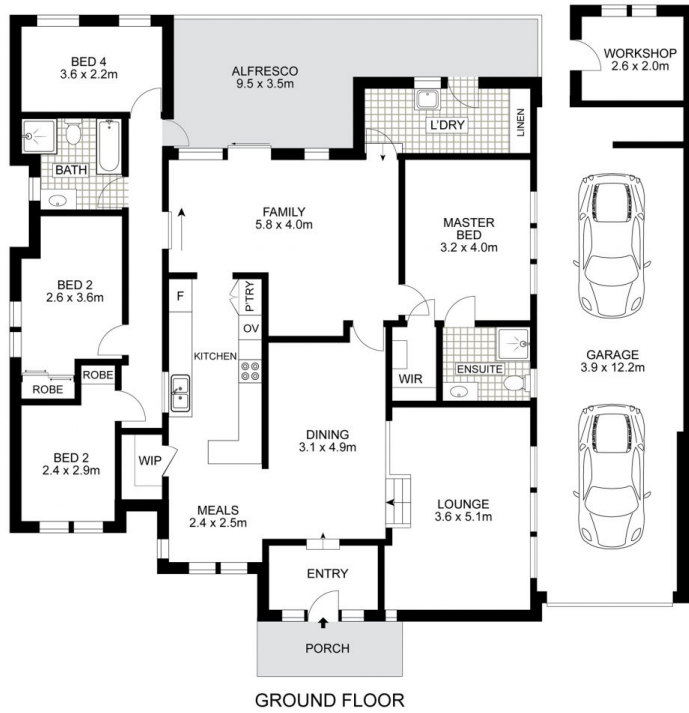 BED 4
3.6 x 2.2m
ALFRESCO
9.5 x 3.5m
WORKSHOP
2.6 x 2.0m
L'DRY
LINEN
BATH
FAMILY
5.8 x 4.0m
MASTER
BED
3.2 x 4.0m
BED 2
2.6 x 3.6m
F
P'TRY
OV
KITCHEN
GARAGE
3.9 x 12.2m
ROBE
ROBE
WIR
ENSUITE
BED 2
2.4 x 2.9m
WIP
DINING
3.1 x 4.9m
MEALS
2.4 x 2.5m
LOUNGE
3.6 x 5.1m
ENTRY
PORCH
GROUND FLOOR